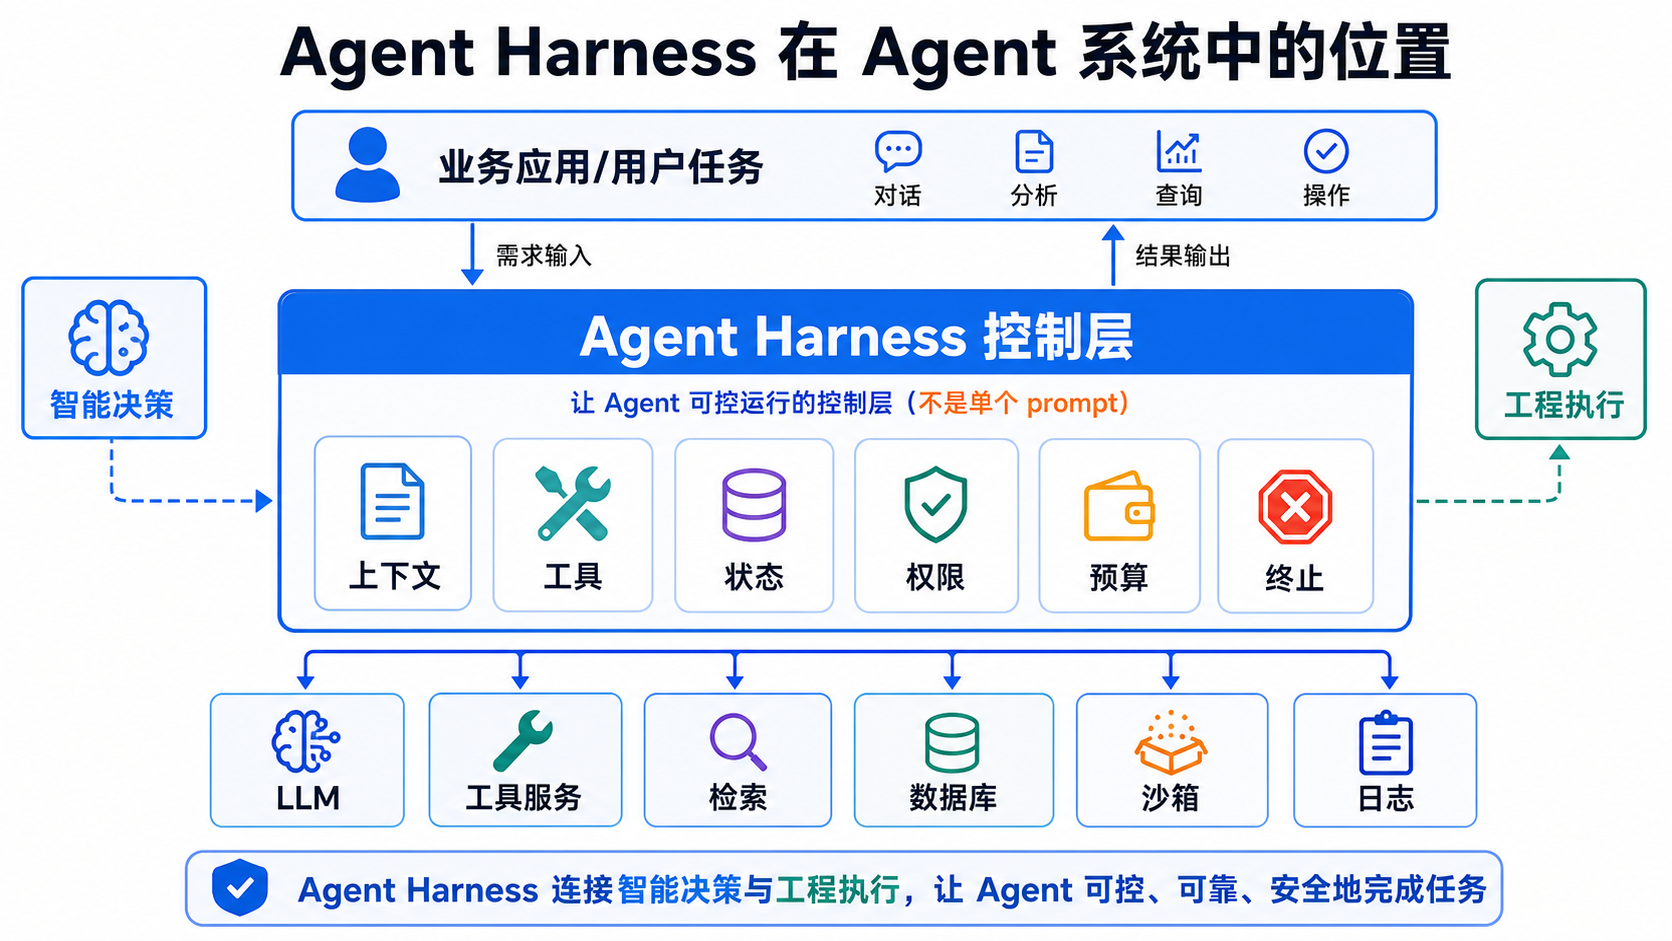 Agent Harness 在 Agent 系统中的位置
业务应用/用户任务
对话
分析
查询
操作
需求输入
结果输出
智能决策
Agent Harness 控制层
工程执行
让 Agent 可控运行的控制层（不是单个 prompt）
上下文
工具
状态
权限
预算
终止
LLM
工具服务
检索
数据库
沙箱
日志
Agent Harness 连接智能决策与工程执行，让 Agent 可控、可靠、安全地完成任务